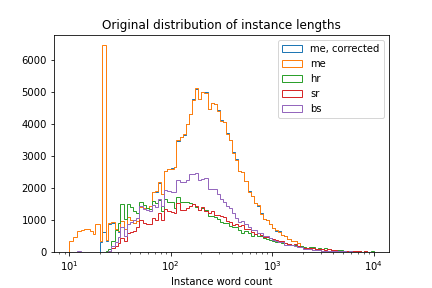 Original distribution of instance lengths
me, corrected
me
hr
sr
bs
6000
5000
4000
3000
2000
1000
0
10¹ 10² 10³ 10⁴
Instance word count